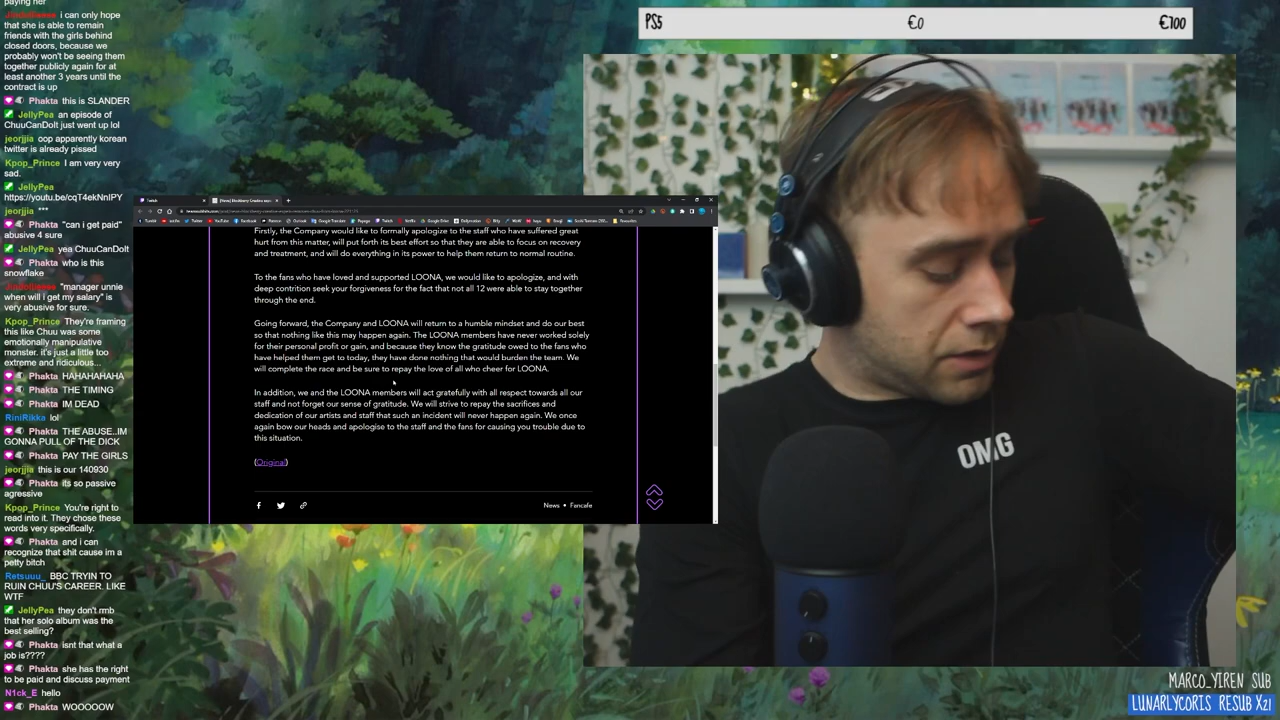 paying her
i can only hope
that she is able to remain
friends with the girls behind
closed doors, because we
probably won't be seeing them
together publicly again for at
least another 3 years until the
contract is up
Phakta this is SLANDER
JellyPea an episode of
ChuuCanDoIt just went up lol
jeorjjia oop apparently korean
twitter is already pissed
Kpop_Prince I am very very
sad.
JellyPea
https://youtu.be/cqT4ekNnIPY
jeorjjia ***
Phakta "can i get paid"
abusive 4 sure
JellyPea yea ChuuCanDoIt
Phakta who is this
snowflake
"manager unnie
when will i get my salary" is
very abusive for sure.
Kpop_Prince They're framing
this like Chuu was some
emotionally manipulative
monster. it's just a little too
extreme and ridiculous...
Phakta HAHAHAHAHA
Phakta THE TIMING
Phakta IM DEAD
RiniRikka lol
Phakta THE ABUSE..IM
GONNA PULL OF THE DICK
Phakta PAY THE GIRLS
jeorjjia this is our 140930
Phakta its so passive
agressive
Kpop_Prince You're right to
read into it. They chose these
words very specifically.
Phakta and i can
recognize that shit cause im a
petty bitch
Retsuuu_ BBC TRYIN TO
RUIN CHUU'S CAREER. LIKE
WTF
JellyPea they don't rmb
that her solo album was the
best selling?
Phakta isnt that what a
job is????
Phakta she has the right
to be paid and discuss payment
N1ck_E hello
Phakta WOOOOOW
Twitch
Firstly, the Company would like to formally apologize to the staff who have suffered great
hurt from this matter, will put forth its best effort so that they are able to focus on recovery
and treatment, and will do everything in its power to help them return to normal routine.
To the fans who have loved and supported LOONA, we would like to apologize, and with
deep contrition seek your forgiveness for the fact that not all 12 were able to stay together
through the end.
Going forward, the Company and LOONA will return to a humble mindset and do our best
so that nothing like this may happen again. The LOONA members have never worked solely
for their personal profit or gain, and because they know the gratitude owed to the fans who
have helped them get to today, they have done nothing that would burden the team. We
will complete the race and be sure to repay the love of all who cheer for LOONA.
In addition, we and the LOONA members will act gratefully with all respect towards all our
staff and not forget our sense of gratitude. We will strive to repay the sacrifices and
dedication of our artists and staff that such an incident will never happen again. We once
again bow our heads and apologise to the staff and the fans for causing you trouble due to
this situation.
(Original)
News • Fancafe
PS5 €0 €700
OMG
MARCO_YIREN SUB
LUNARLYCORIS RESUB X21